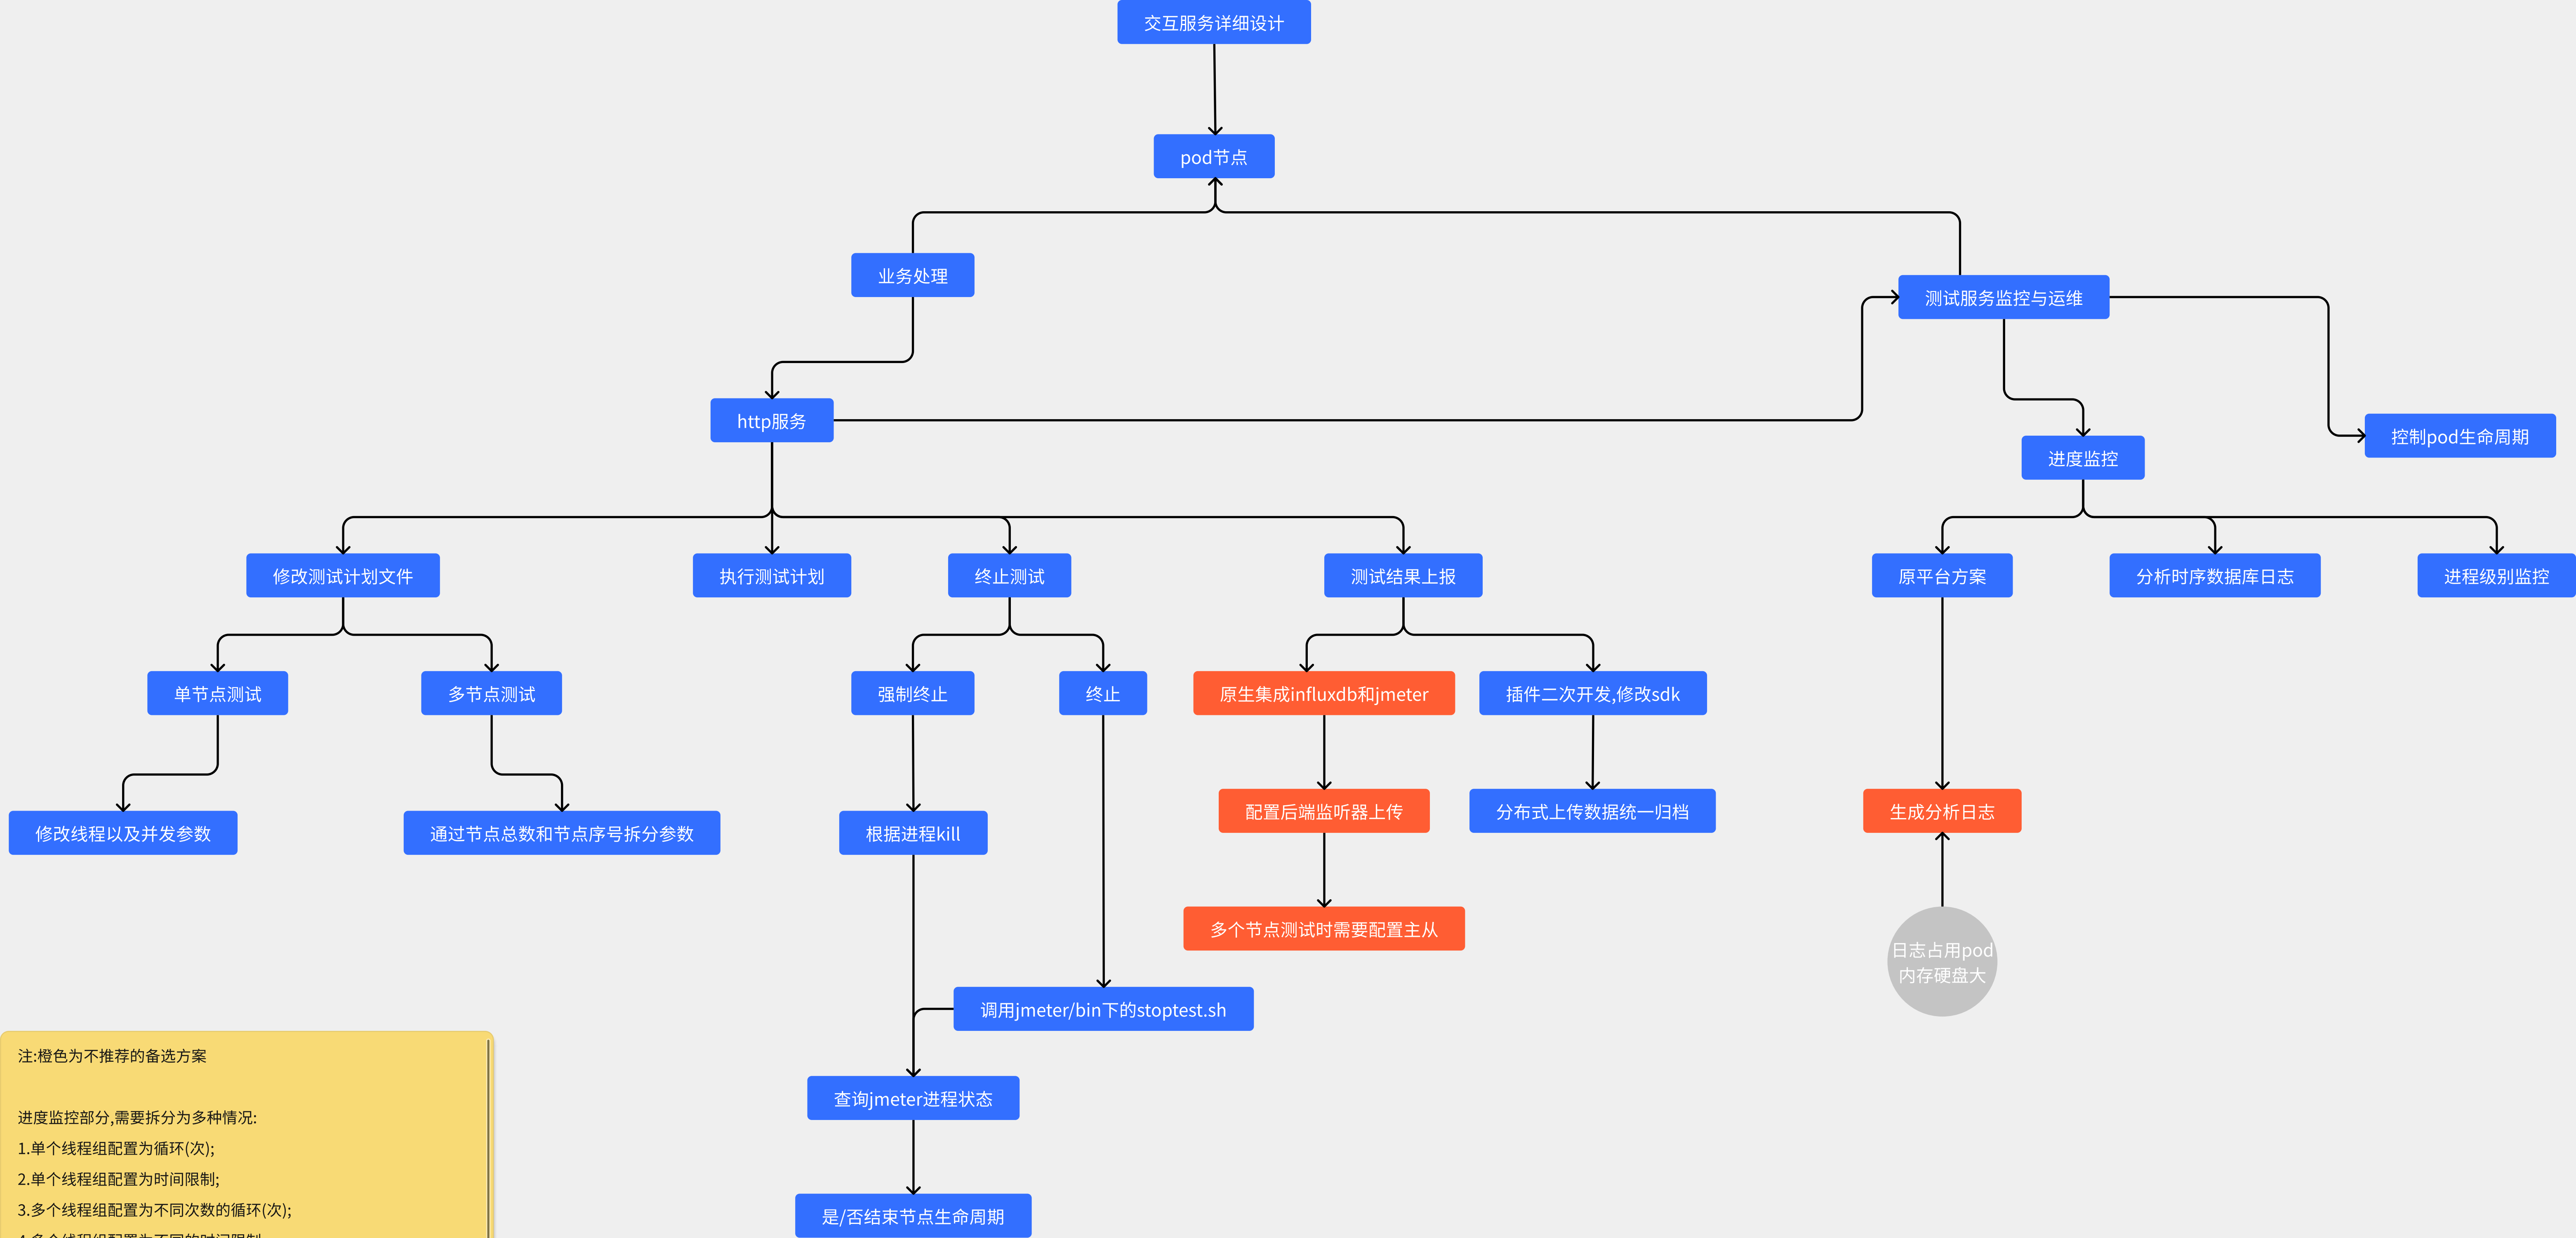 交互服务详细设计
pod节点
业务处理
测试服务监控与运维
http服务
控制pod生命周期
进度监控
修改测试计划文件
执行测试计划
终止测试
测试结果上报
原平台方案
分析时序数据库日志
进程级别监控
单节点测试
多节点测试
强制终止
终止
原生集成influxdb和jmeter
插件二次开发,修改sdk
配置后端监听器上传
分布式上传数据统一归档
生成分析日志
修改线程以及并发参数
通过节点总数和节点序号拆分参数
根据进程kill
多个节点测试时需要配置主从
日志占用pod
内存硬盘大
调用jmeter/bin下的stoptest.sh
查询jmeter进程状态
是/否结束节点生命周期
注:橙色为不推荐的备选方案
进度监控部分,需要拆分为多种情况:
1.单个线程组配置为循环(次);
2.单个线程组配置为时间限制;
3.多个线程组配置为不同次数的循环(次);
4.多个线程组配置为不同的时间限制